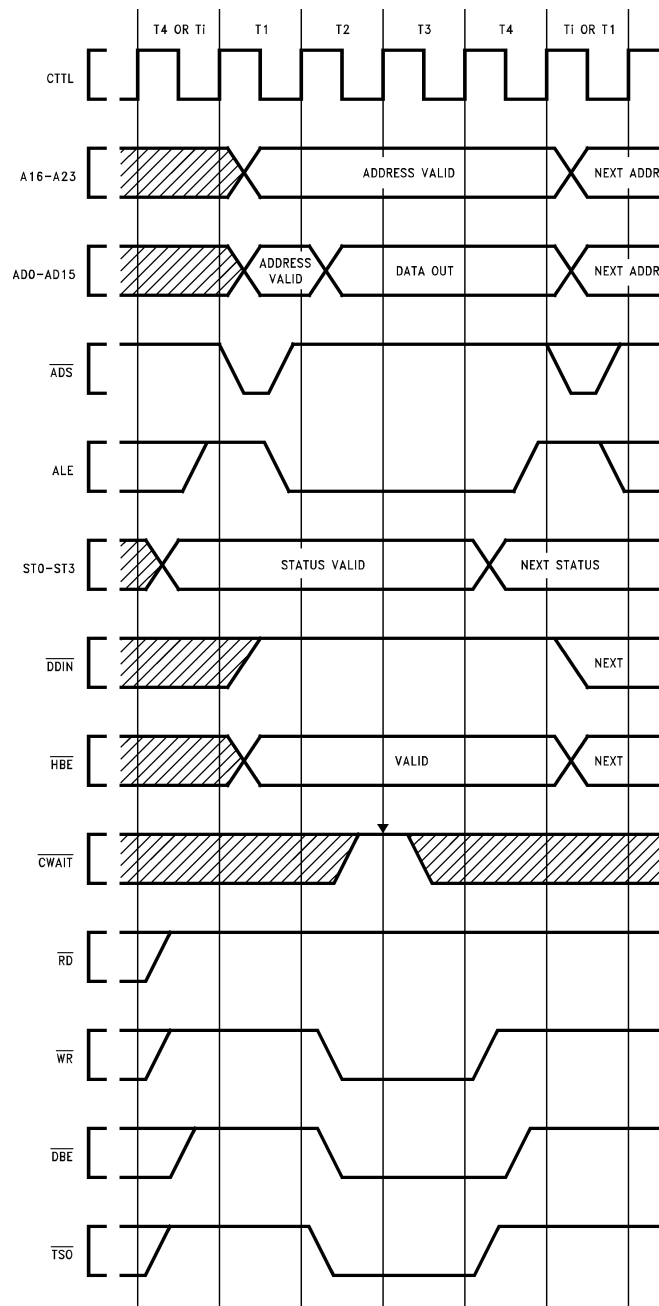 T4 OR Ti T1 T2 T3 T4 Ti OR T1
CTTL
A16-A23 ADDRESS VALID NEXT ADDR
AD0-AD15 ADDRESS VALID DATA OUT NEXT ADDR
ADS
ALE
ST0-ST3 STATUS VALID NEXT STATUS
DDIN NEXT
HBE VALID NEXT
CWAIT
RD
WR
DBE
TSO